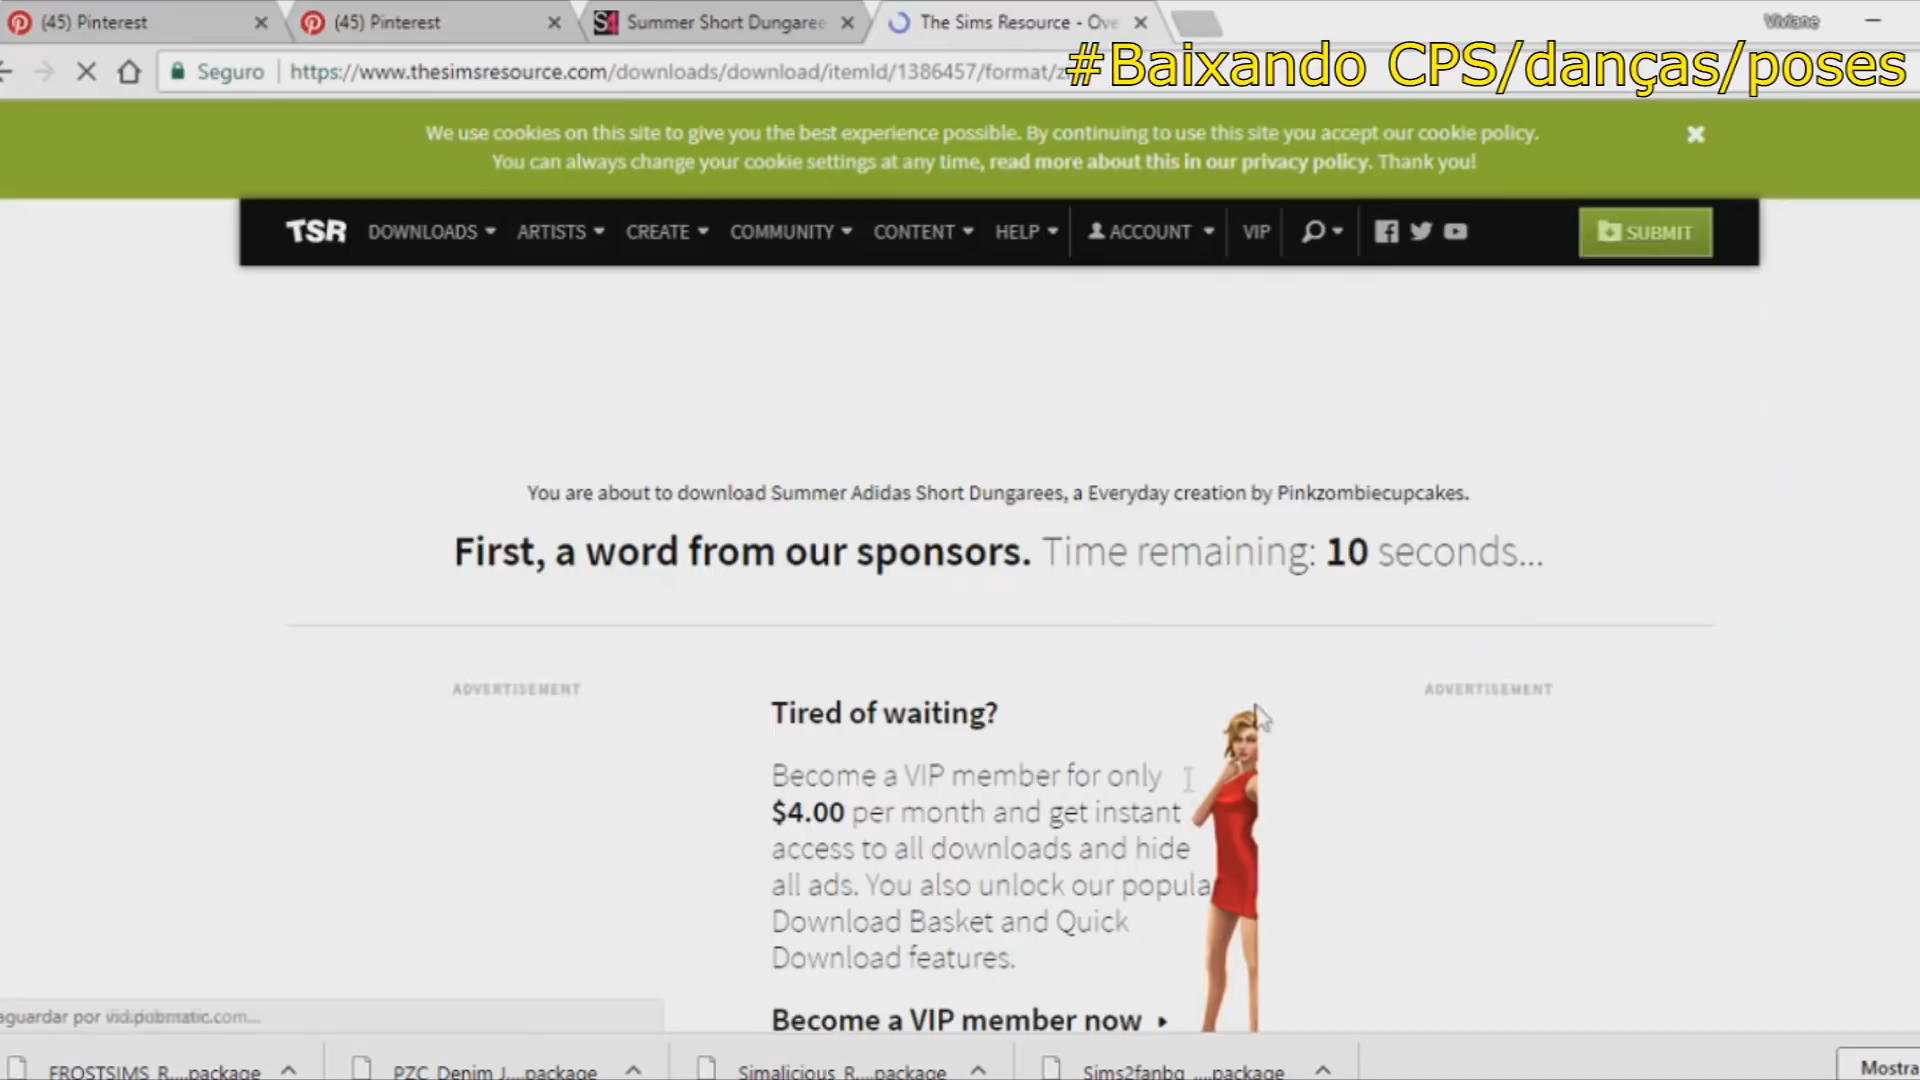 (45) Pinterest
(45) Pinterest
Summer Short Dungaree
The Sims Resource - Ove
Viviane
Seguro
https://www.thesimsresource.com/downloads/download/itemId/1386457/format/z
#Baixando CPS/danças/poses
We use cookies on this site to give you the best experience possible. By continuing to use this site you accept our cookie policy.
You can always change your cookie settings at any time, read more about this in our privacy policy. Thank you!
TSR
DOWNLOADS
ARTISTS
CREATE
COMMUNITY
CONTENT
HELP
ACCOUNT
VIP
SUBMIT
You are about to download Summer Adidas Short Dungarees, a Everyday creation by Pinkzombiecupcakes.
First, a word from our sponsors. Time remaining: 10 seconds...
ADVERTISEMENT
ADVERTISEMENT
Tired of waiting?
Become a VIP member for only
$4.00 per month and get instant
access to all downloads and hide
all ads. You also unlock our popula
Download Basket and Quick
Download features.
Become a VIP member now
aguardar por vid.pubmatic.com...
FROSTSIMS_R....package
PZC_Denim_J....package
Simalicious_R....package
Sims2fanbg_....package
Mostra